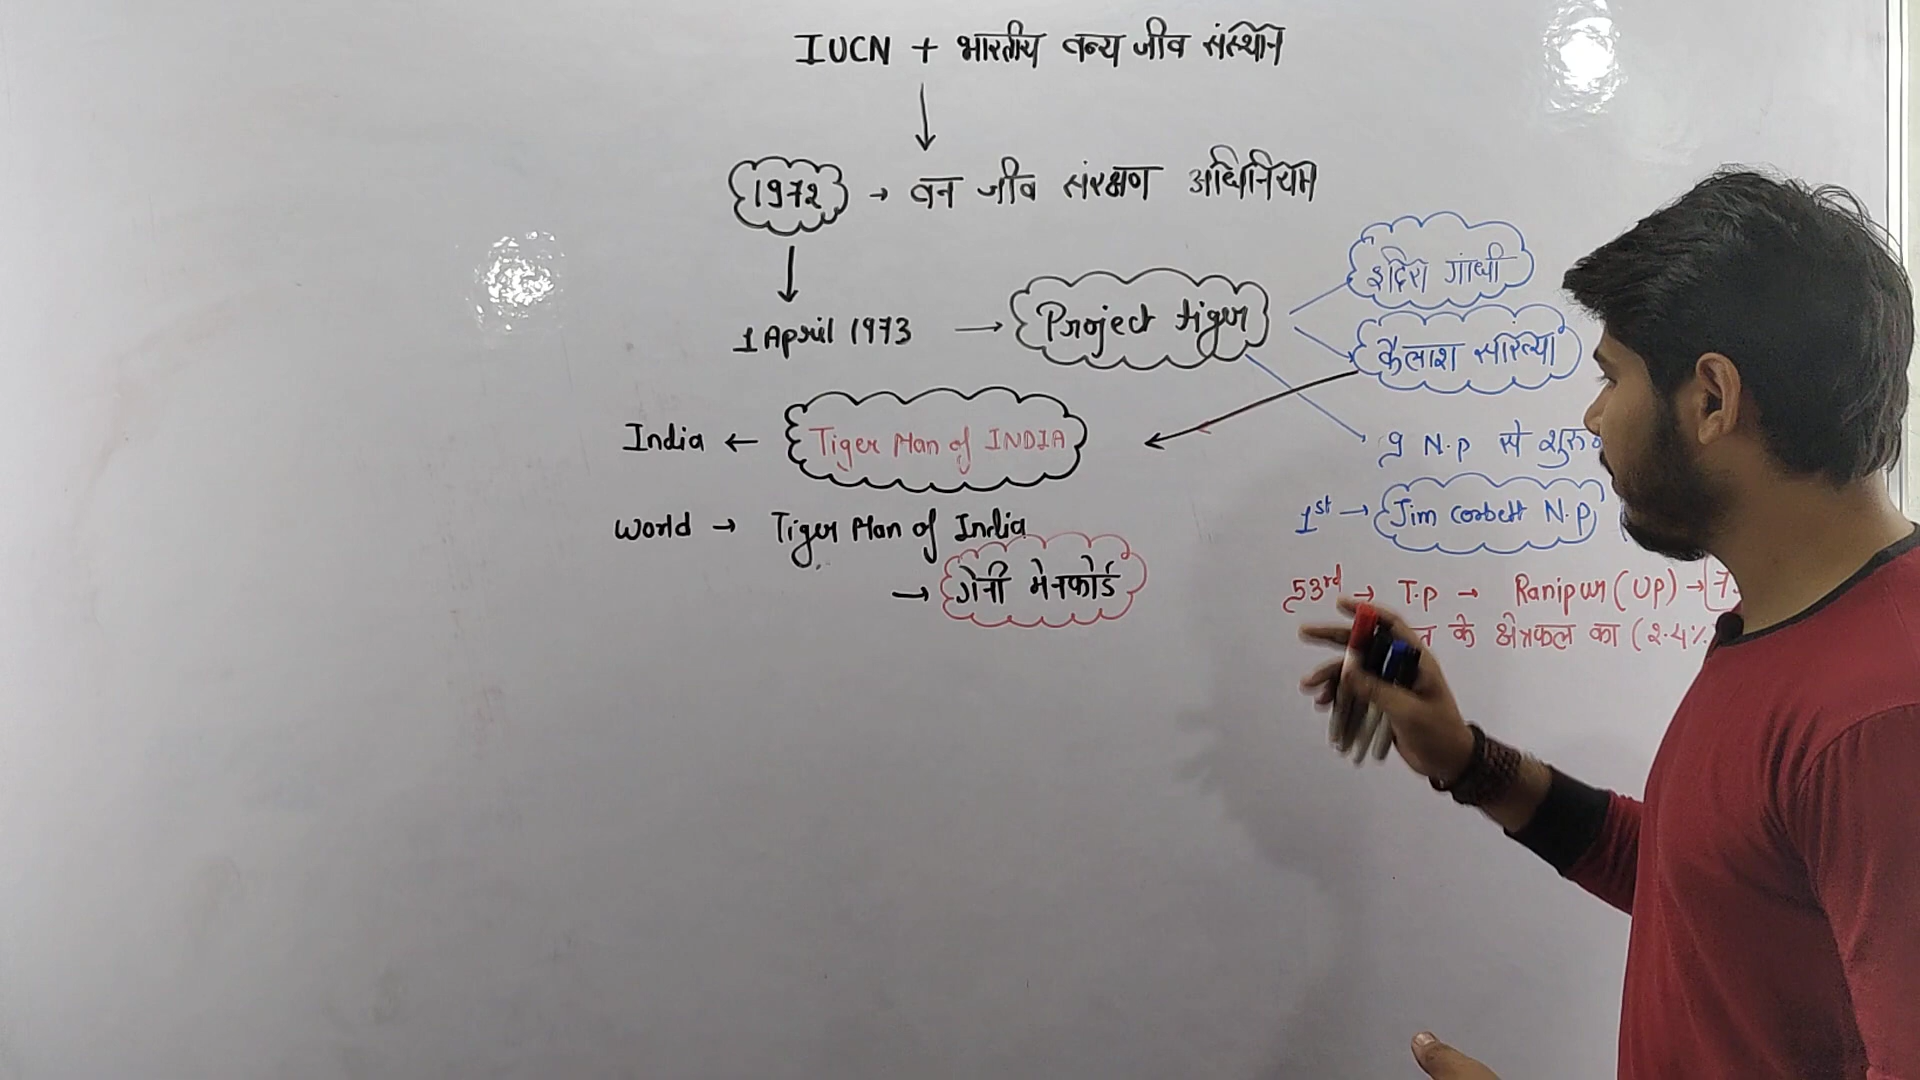 IUCN + भारतीय वन्य जीव संस्थान
1972 → वन जीव संरक्षण अधिनियम
1 April 1973 → Project tiger
इंदिरा गांधी
कैलाश सांख्या
India ← Tiger Man of INDIA
9 N.P से शुरु
World → Tiger Man of India
1st → Jim corbett N.P
→ गेनी मेनफोर्ड
53rd → T.P → Ranipur (UP) →
के क्षेत्रफल का (2.4%